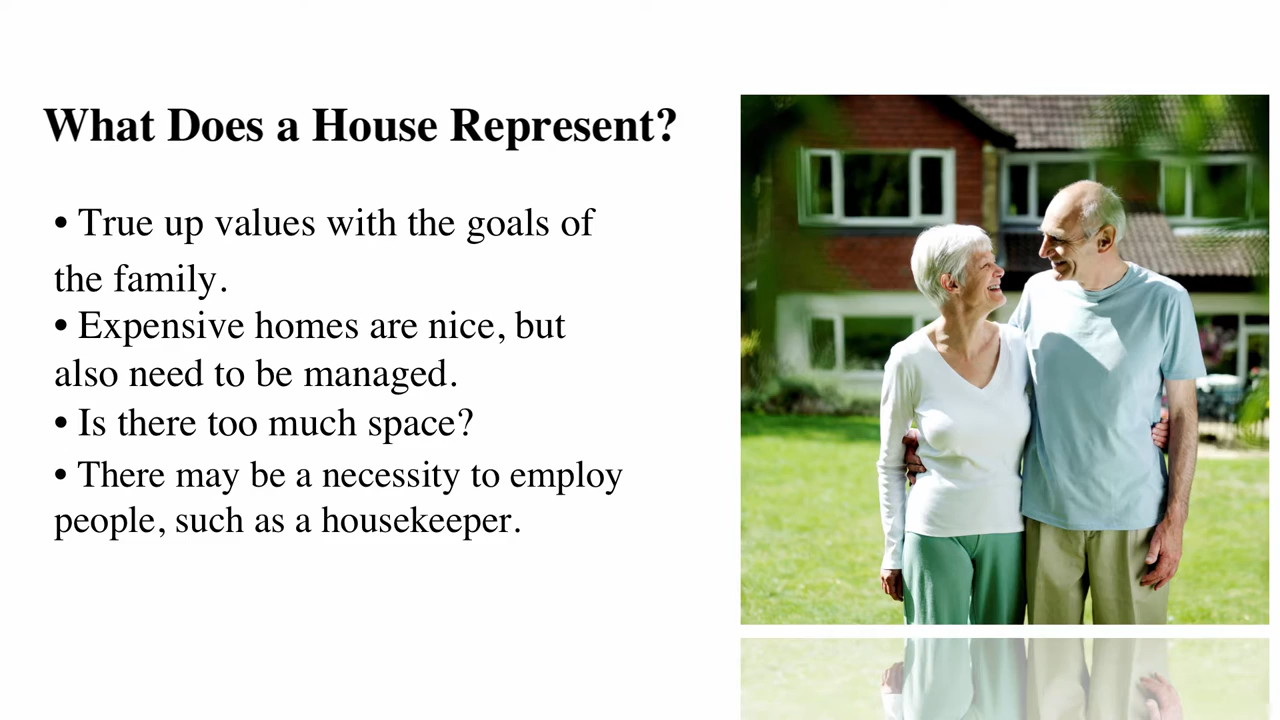 What Does a House Represent?
• True up values with the goals of
the family.
• Expensive homes are nice, but
also need to be managed.
• Is there too much space?
• There may be a necessity to employ
people, such as a housekeeper.